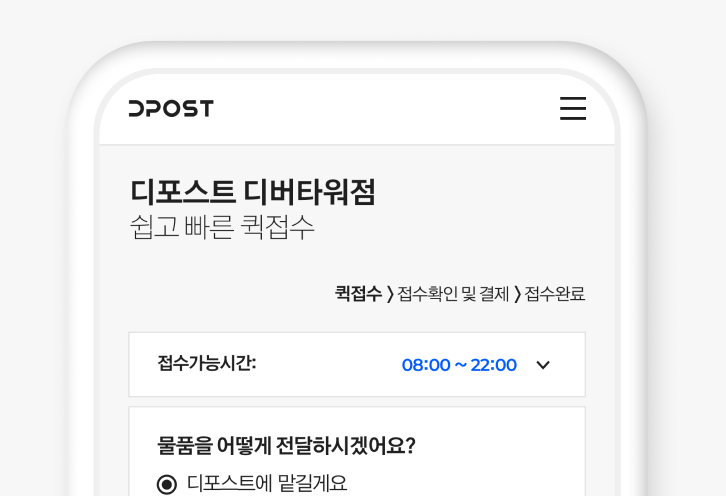 DPOST
디포스트 디버타워점
쉽고 빠른 퀵접수
퀵접수 〉접수확인 및 결제 〉접수완료
접수가능시간: 08:00 ~ 22:00
물품을 어떻게 전달하시겠어요?
디포스트에 맡길게요